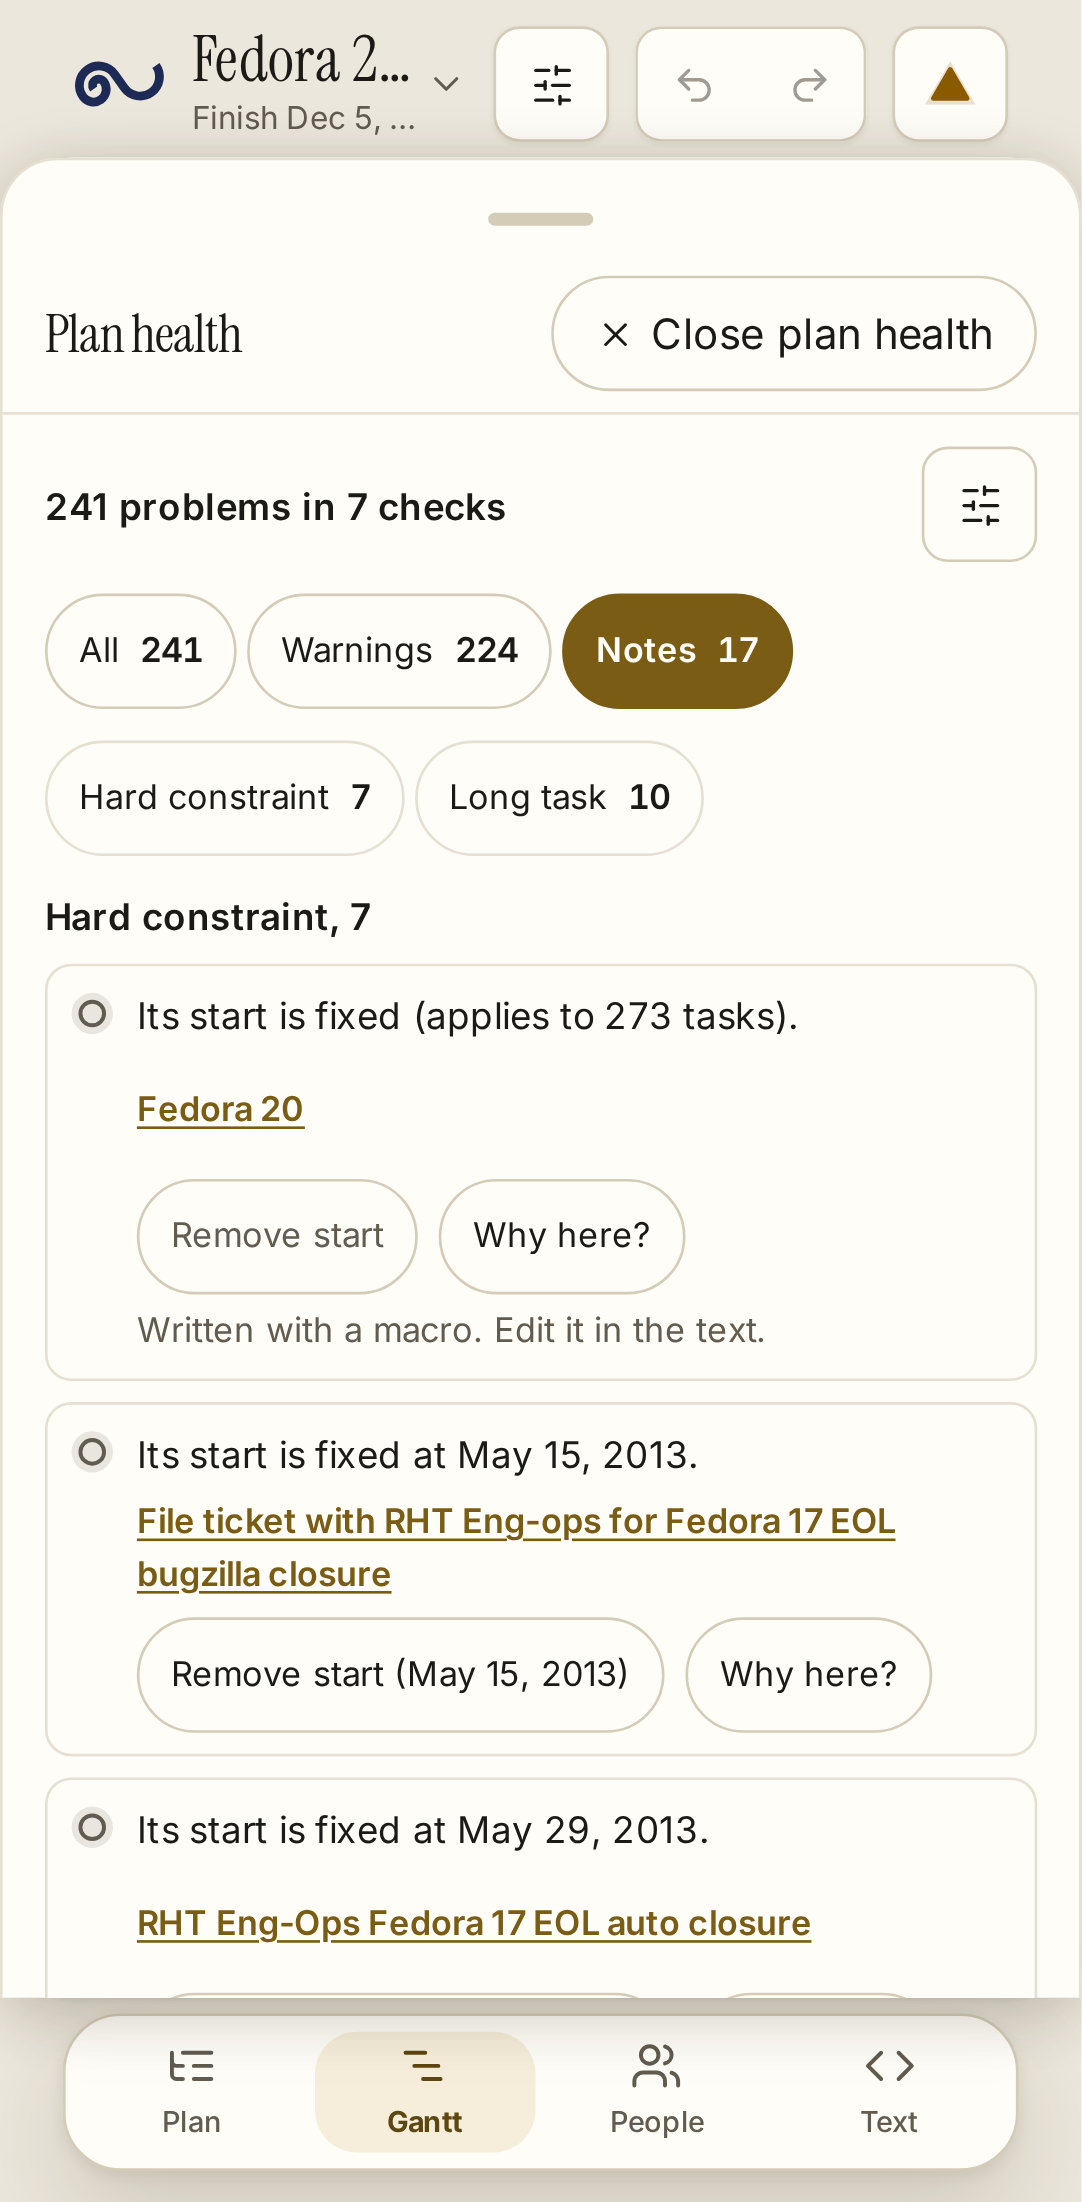 Fedora 2...
Finish Dec 5, ...
Plan health
Close plan health
241 problems in 7 checks
All 241
Warnings 224
Notes 17
Hard constraint 7
Long task 10
Hard constraint, 7
Its start is fixed (applies to 273 tasks).
Fedora 20
Remove start
Why here?
Written with a macro. Edit it in the text.
Its start is fixed at May 15, 2013.
File ticket with RHT Eng-ops for Fedora 17 EOL
bugzilla closure
Remove start (May 15, 2013)
Why here?
Its start is fixed at May 29, 2013.
RHT Eng-Ops Fedora 17 EOL auto closure
Plan
Gantt
People
Text